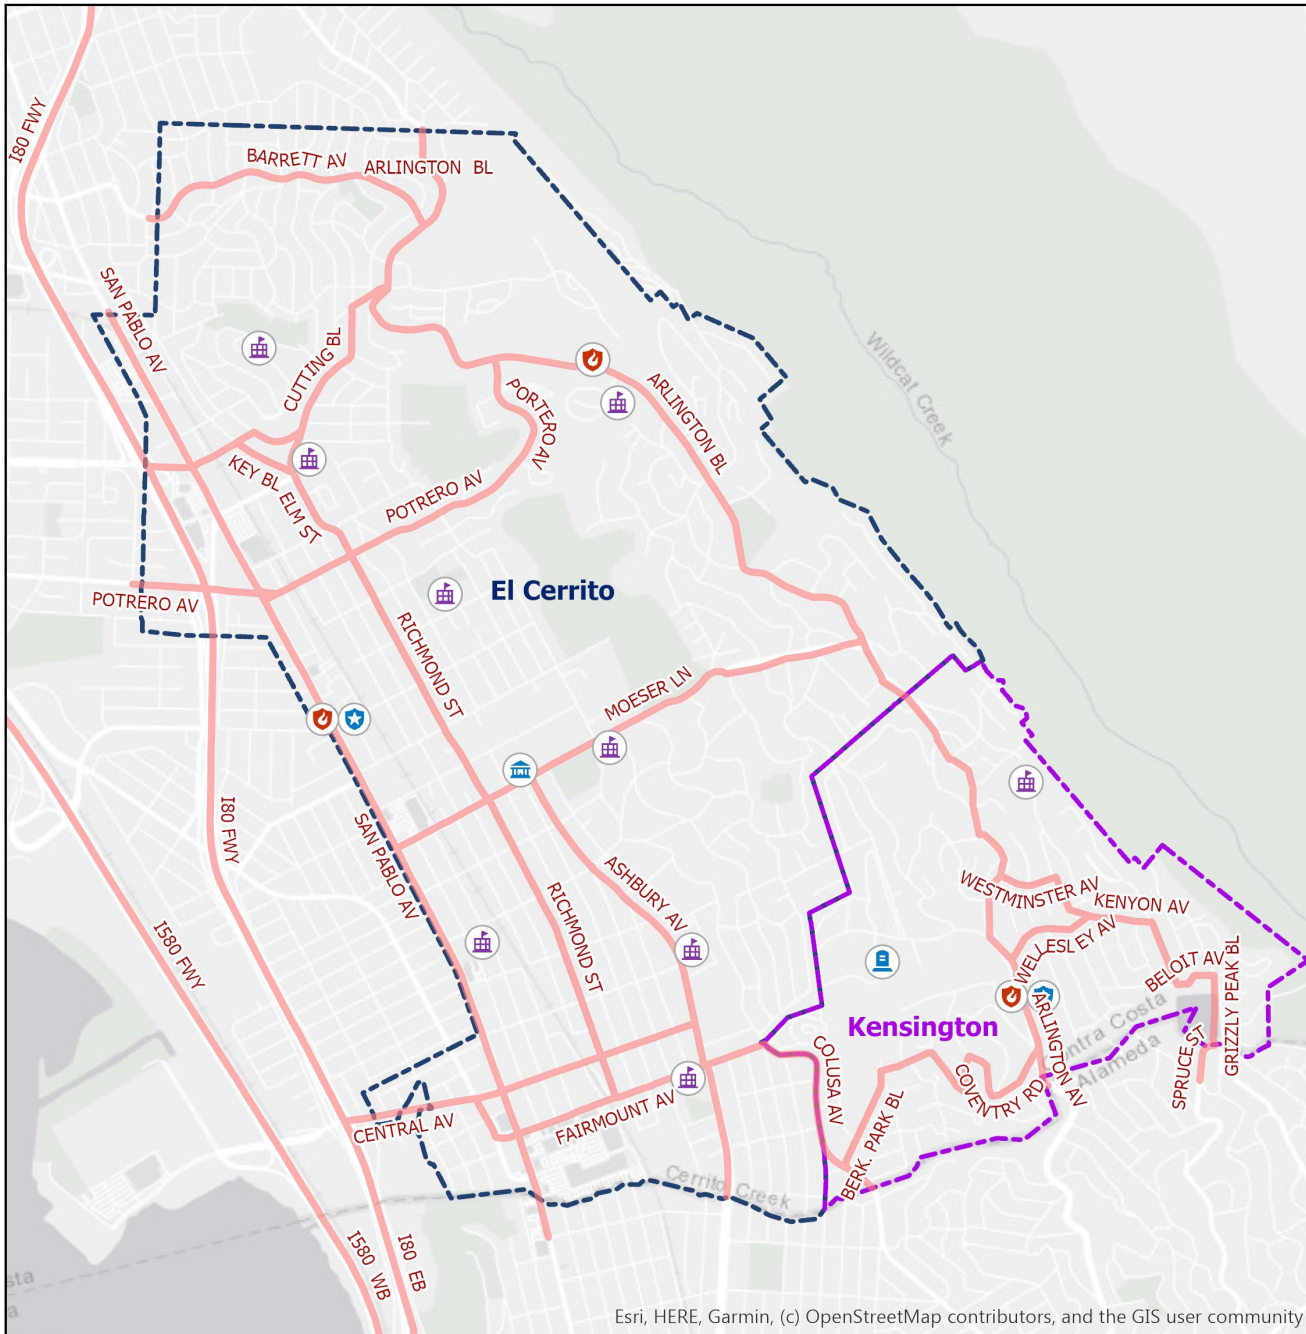 I80 FWY
BARRETT AV
ARLINGTON BL
SAN PABLO AV
CUTTING BL
Wildcat Creek
PORTERO AV
ARLINGTON BL
KEY BL
ELM ST
POTRERO AV
El Cerrito
POTRERO AV
RICHMOND ST
MOESER LN
I80 FWY
SAN PABLO AV
ASHBURY AV
WESTMINSTER AV
KENYON AV
RICHMOND ST
I580 FWY
WELLESLEY AV
BELOIT AV
GRIZZLY PEAK BL
Kensington
ARLINGTON AV
Contra Costa
Alameda
COLUSA AV
COVENTRY RD
SPRUCE ST
CENTRAL AV
FAIRMOUNT AV
BERK. PARK BL
Cerrito Creek
I580 WB
I80 EB
sta
a
Esri, HERE, Garmin, (c) OpenStreetMap contributors, and the GIS user community